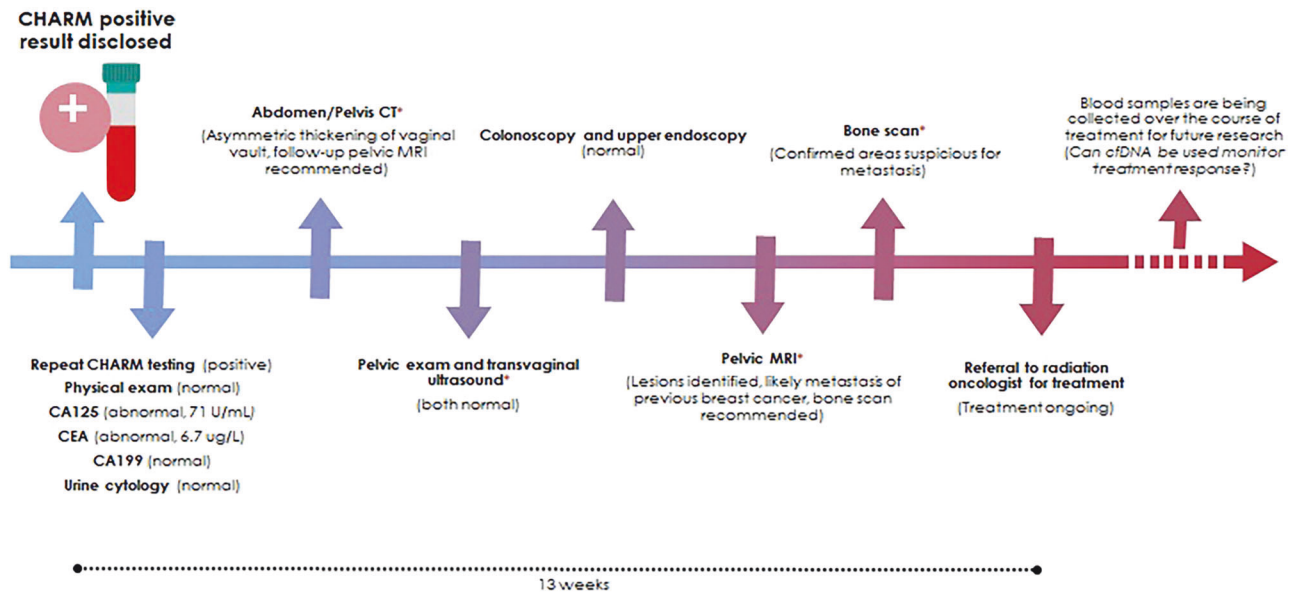 CHARM positive
result disclosed
Abdomen/Pelvis CT*
(Asymmetric thickening of vaginal
vault, follow-up pelvic MRI
recommended)
Colonoscopy and upper endoscopy
(normal)
Bone scan*
(Confirmed areas suspicious for
metastasis)
Blood samples are being
collected over the course of
treatment for future research
(Can cfDNA be used monitor
treatment response?)
Repeat CHARM testing (positive)
Physical exam (normal)
CA125 (abnormal, 71 U/mL)
CEA (abnormal, 6.7 ug/L)
CA199 (normal)
Urine cytology (normal)
Pelvic exam and transvaginal
ultrasound*
(both normal)
Pelvic MRI*
(Lesions identified, likely metastasis of
previous breast cancer, bone scan
recommended)
Referral to radiation
oncologist for treatment
(Treatment ongoing)
13 weeks